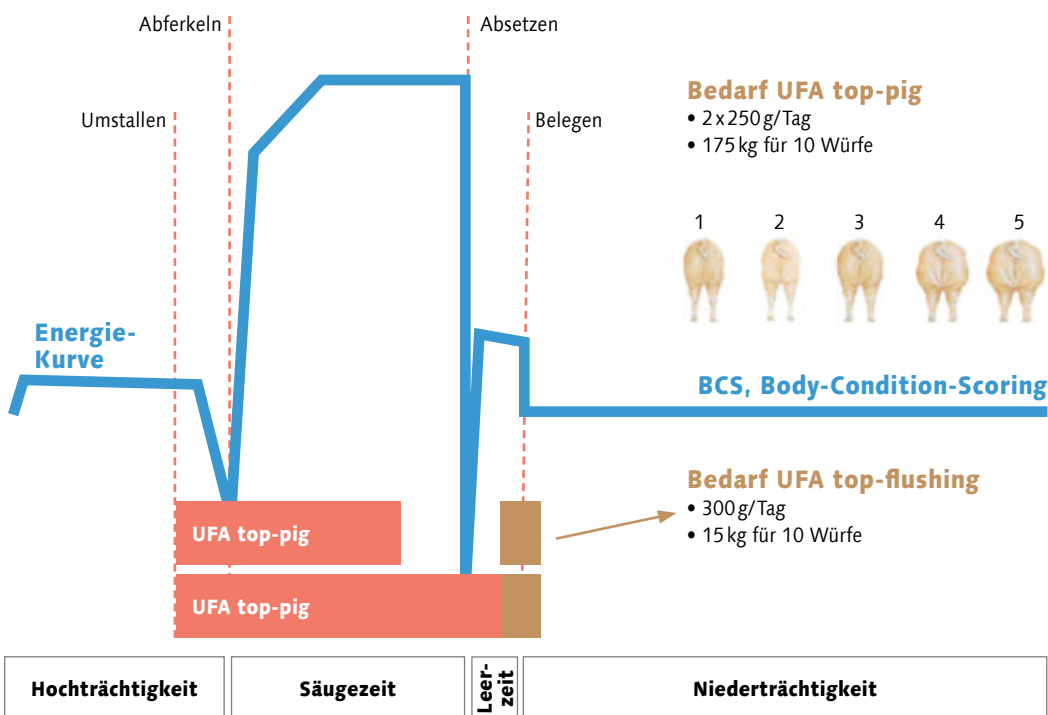 Abferkeln
Absetzen
Umstallen
Belegen
Bedarf UFA top-pig
• 2 x 250 g/Tag
• 175 kg für 10 Würfe
1 2 3 4 5
Energie-
Kurve
BCS, Body-Condition-Scoring
Bedarf UFA top-flushing
• 300 g/Tag
• 15 kg für 10 Würfe
UFA top-pig
UFA top-pig
Hochträchtigkeit
Säugezeit
Leer-
zeit
Niederträchtigkeit